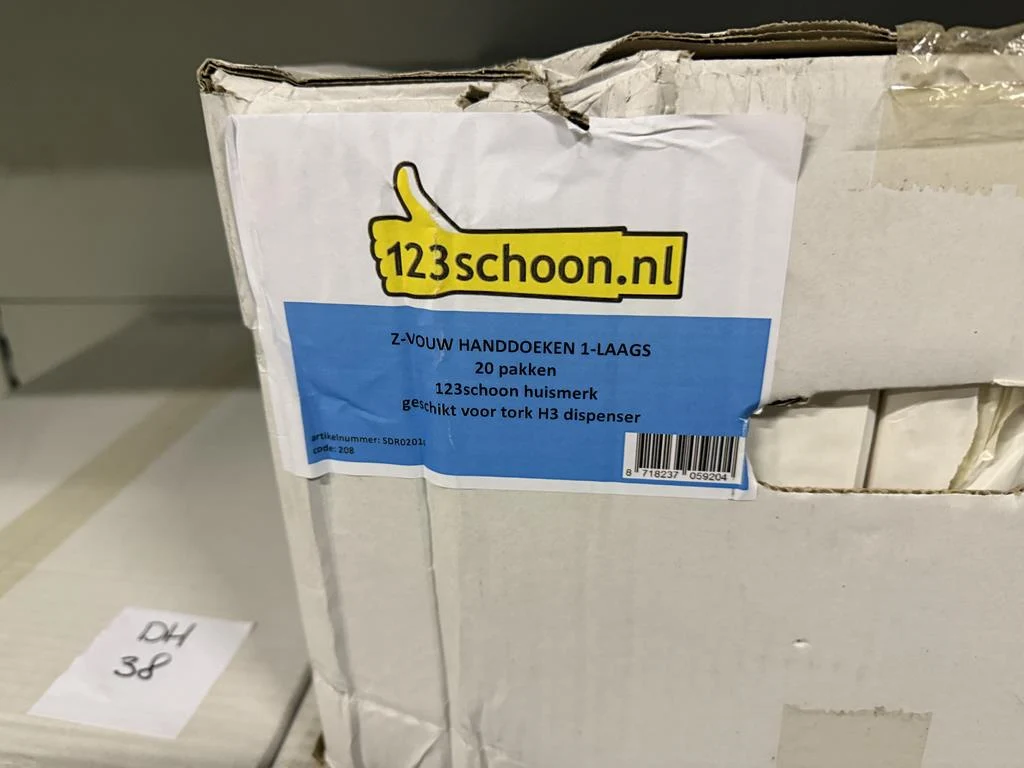 123schoon.nl
Z-VOUW HANDDOEKEN 1-LAAGS
20 pakken
123schoon huismerk
geschikt voor tork H3 dispenser
artikelnummer:
code: 208
8 718237 059204
DH
38